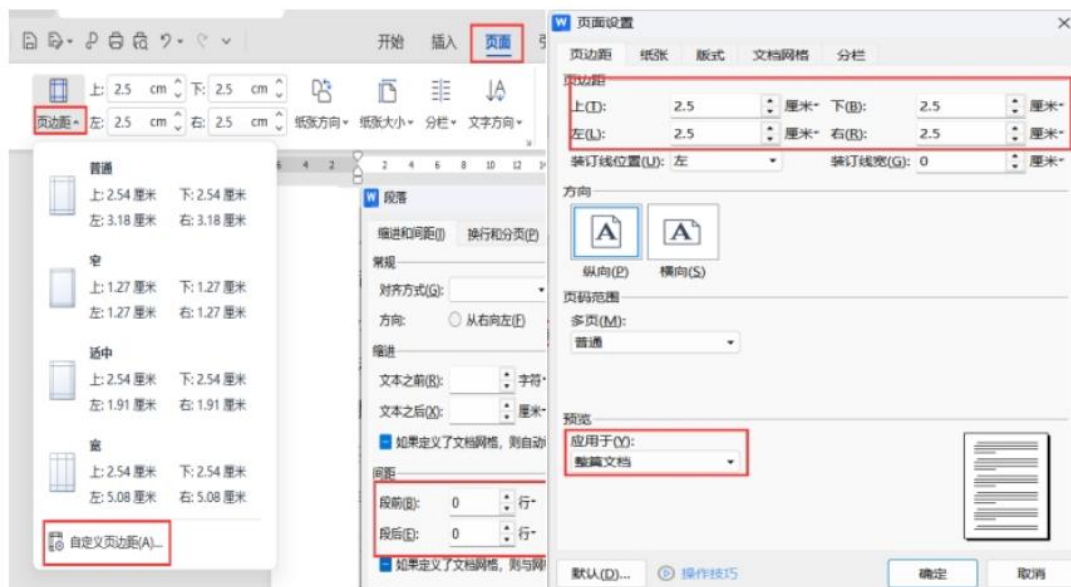 开始 插入 页面
上: 2.5 cm 下: 2.5 cm
页边距 左: 2.5 cm 右: 2.5 cm 纸张方向 纸张大小 分栏 文字方向
普通
上: 2.54 厘米 下: 2.54 厘米
左: 3.18 厘米 右: 3.18 厘米
窄
上: 1.27 厘米 下: 1.27 厘米
左: 1.27 厘米 右: 1.27 厘米
适中
上: 2.54 厘米 下: 2.54 厘米
左: 1.91 厘米 右: 1.91 厘米
宽
上: 2.54 厘米 下: 2.54 厘米
左: 5.08 厘米 右: 5.08 厘米
自定义页边距(A)...
6 4 2 2 4 6 8 10 12
W 段落
缩进和间距(I) 换行和分页(P)
常规
对齐方式(G):
方向: 从右向左(F)
缩进
文本之前(R): 字符
文本之后(X): 厘米
如果定义了文档网格，则自动
间距
段前(B): 0 行
段后(E): 0 行
如果定义了文档网格，则与网
W 页面设置
页边距 纸张 版式 文档网格 分栏
页边距
上(T): 2.5 厘米 下(B): 2.5 厘米
左(L): 2.5 厘米 右(R): 2.5 厘米
装订线位置(U): 左 装订线宽(G): 0 厘米
方向
纵向(P) 横向(S)
页码范围
多页(M):
普通
预览
应用于(Y):
整篇文档
默认(D)... 操作技巧 确定 取消